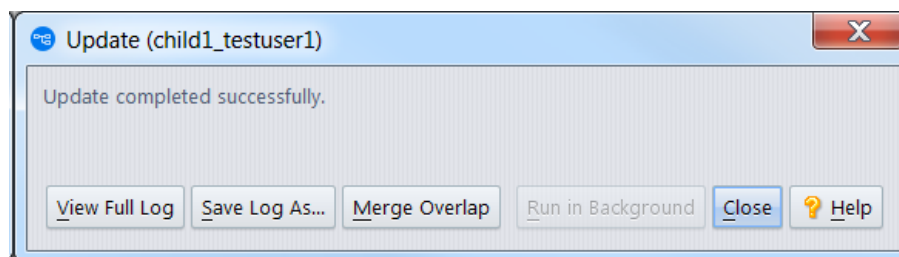 Update (child1_testuser1)
Update completed successfully.
View Full Log Save Log As... Merge Overlap Run in Background Close Help